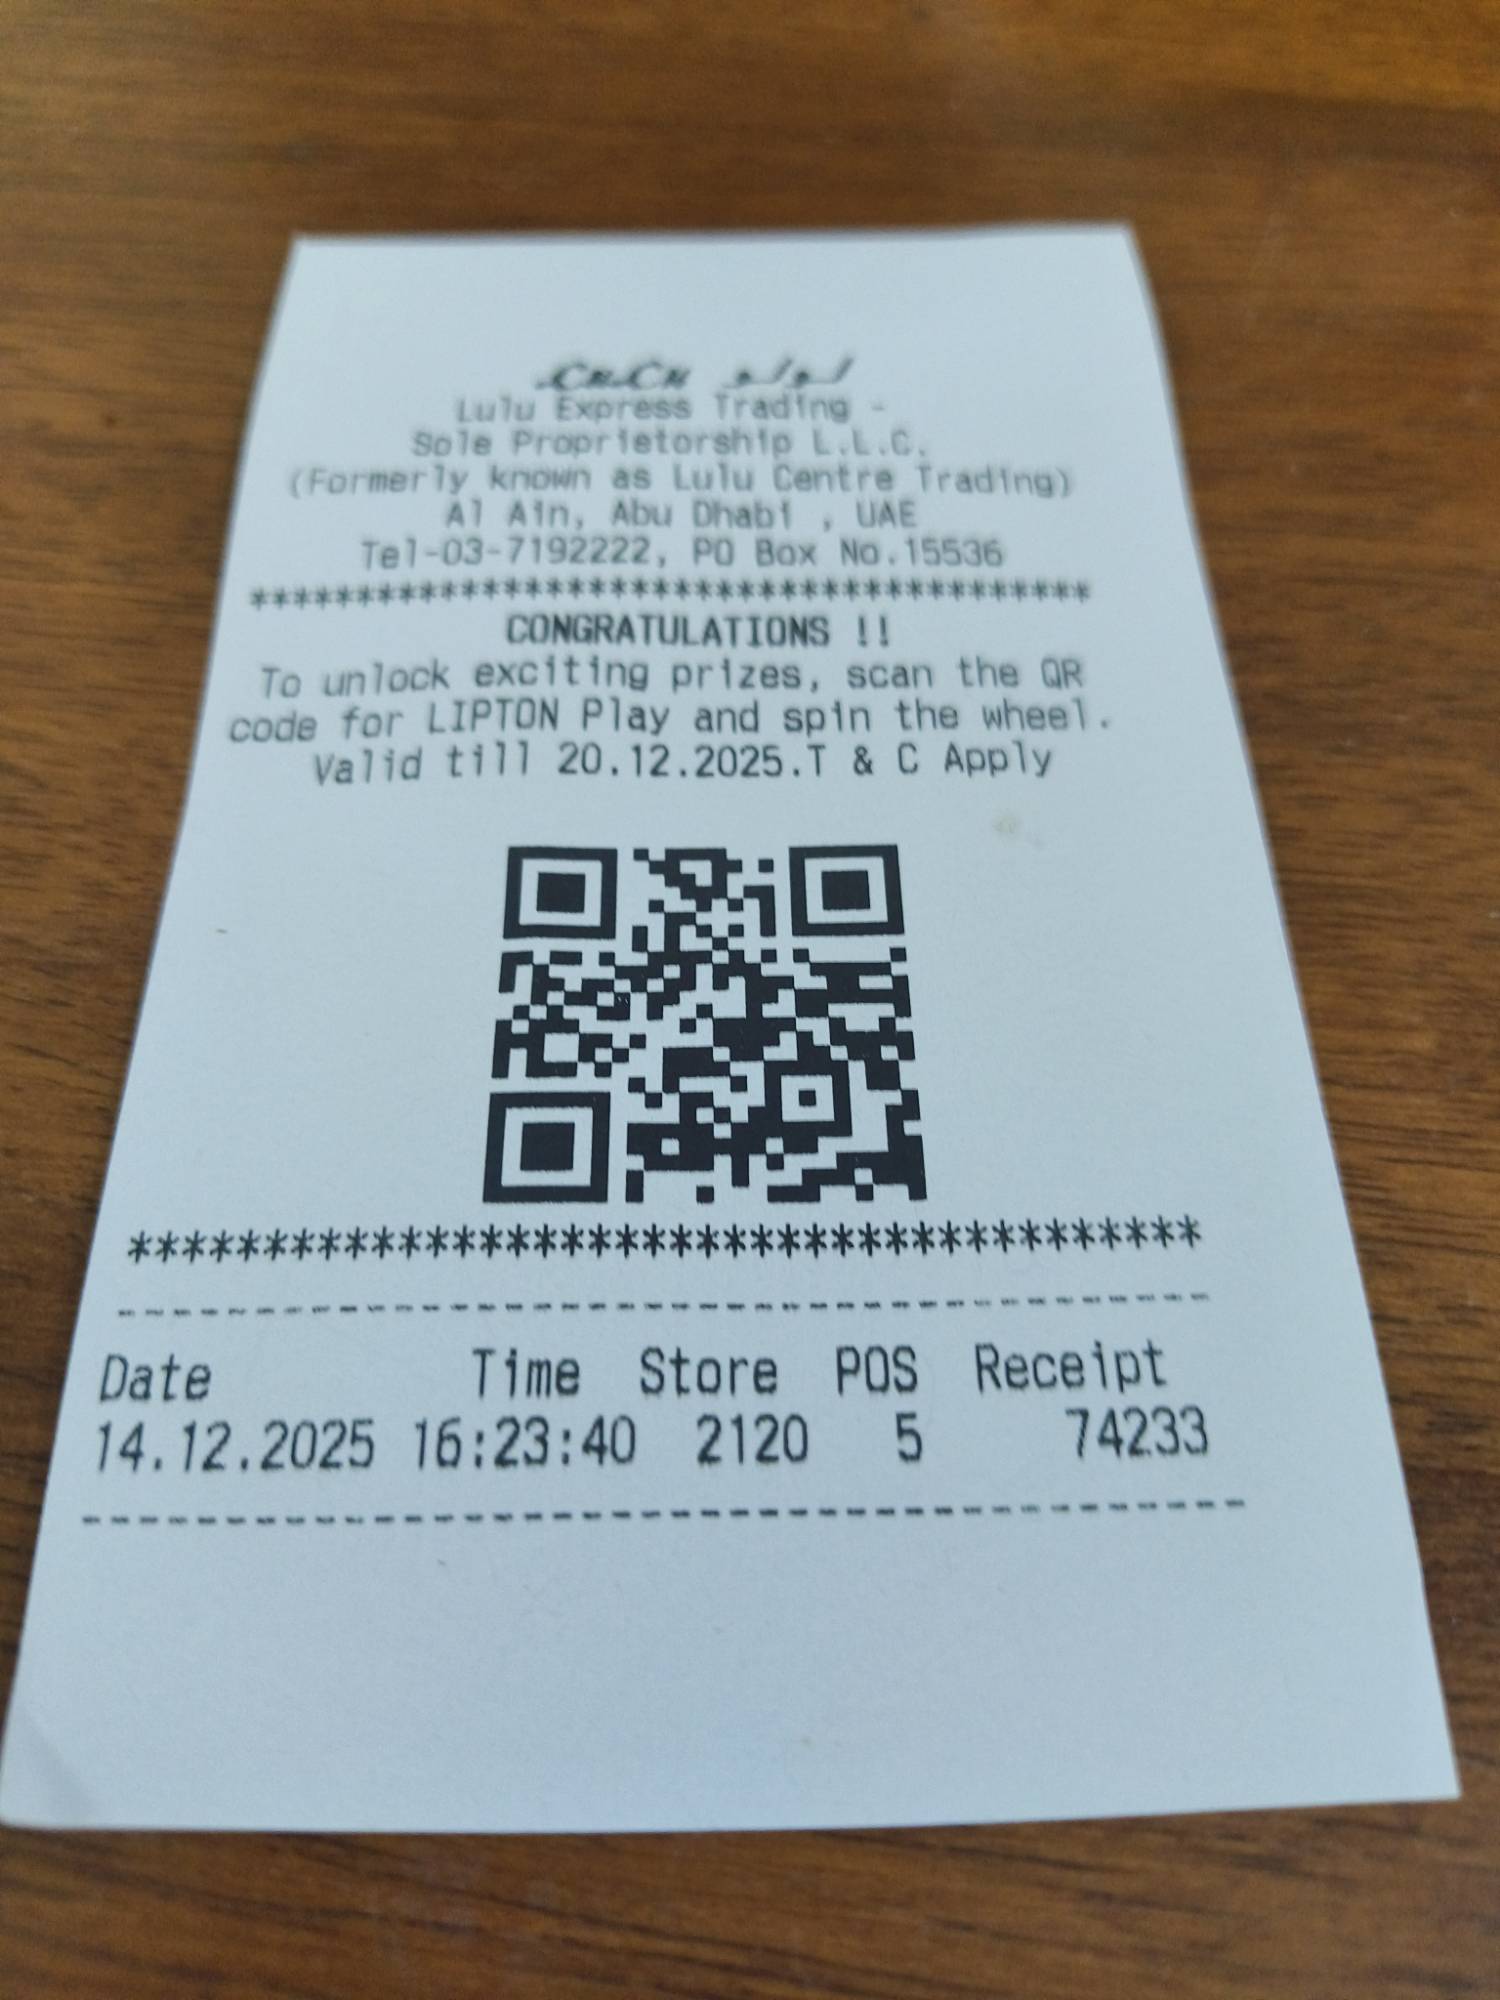 LuLu لولو
Lulu Express Trading -
Sole Proprietorship L.L.C.
(Formerly known as Lulu Centre Trading)
Al Ain, Abu Dhabi , UAE
Tel-03-7192222, PO Box No.15536
****************************************
CONGRATULATIONS !!
To unlock exciting prizes, scan the QR
code for LIPTON Play and spin the wheel.
Valid till 20.12.2025.T & C Apply
****************************************
----------------------------------------
Date Time Store POS Receipt
14.12.2025 16:23:40 2120 5 74233
----------------------------------------